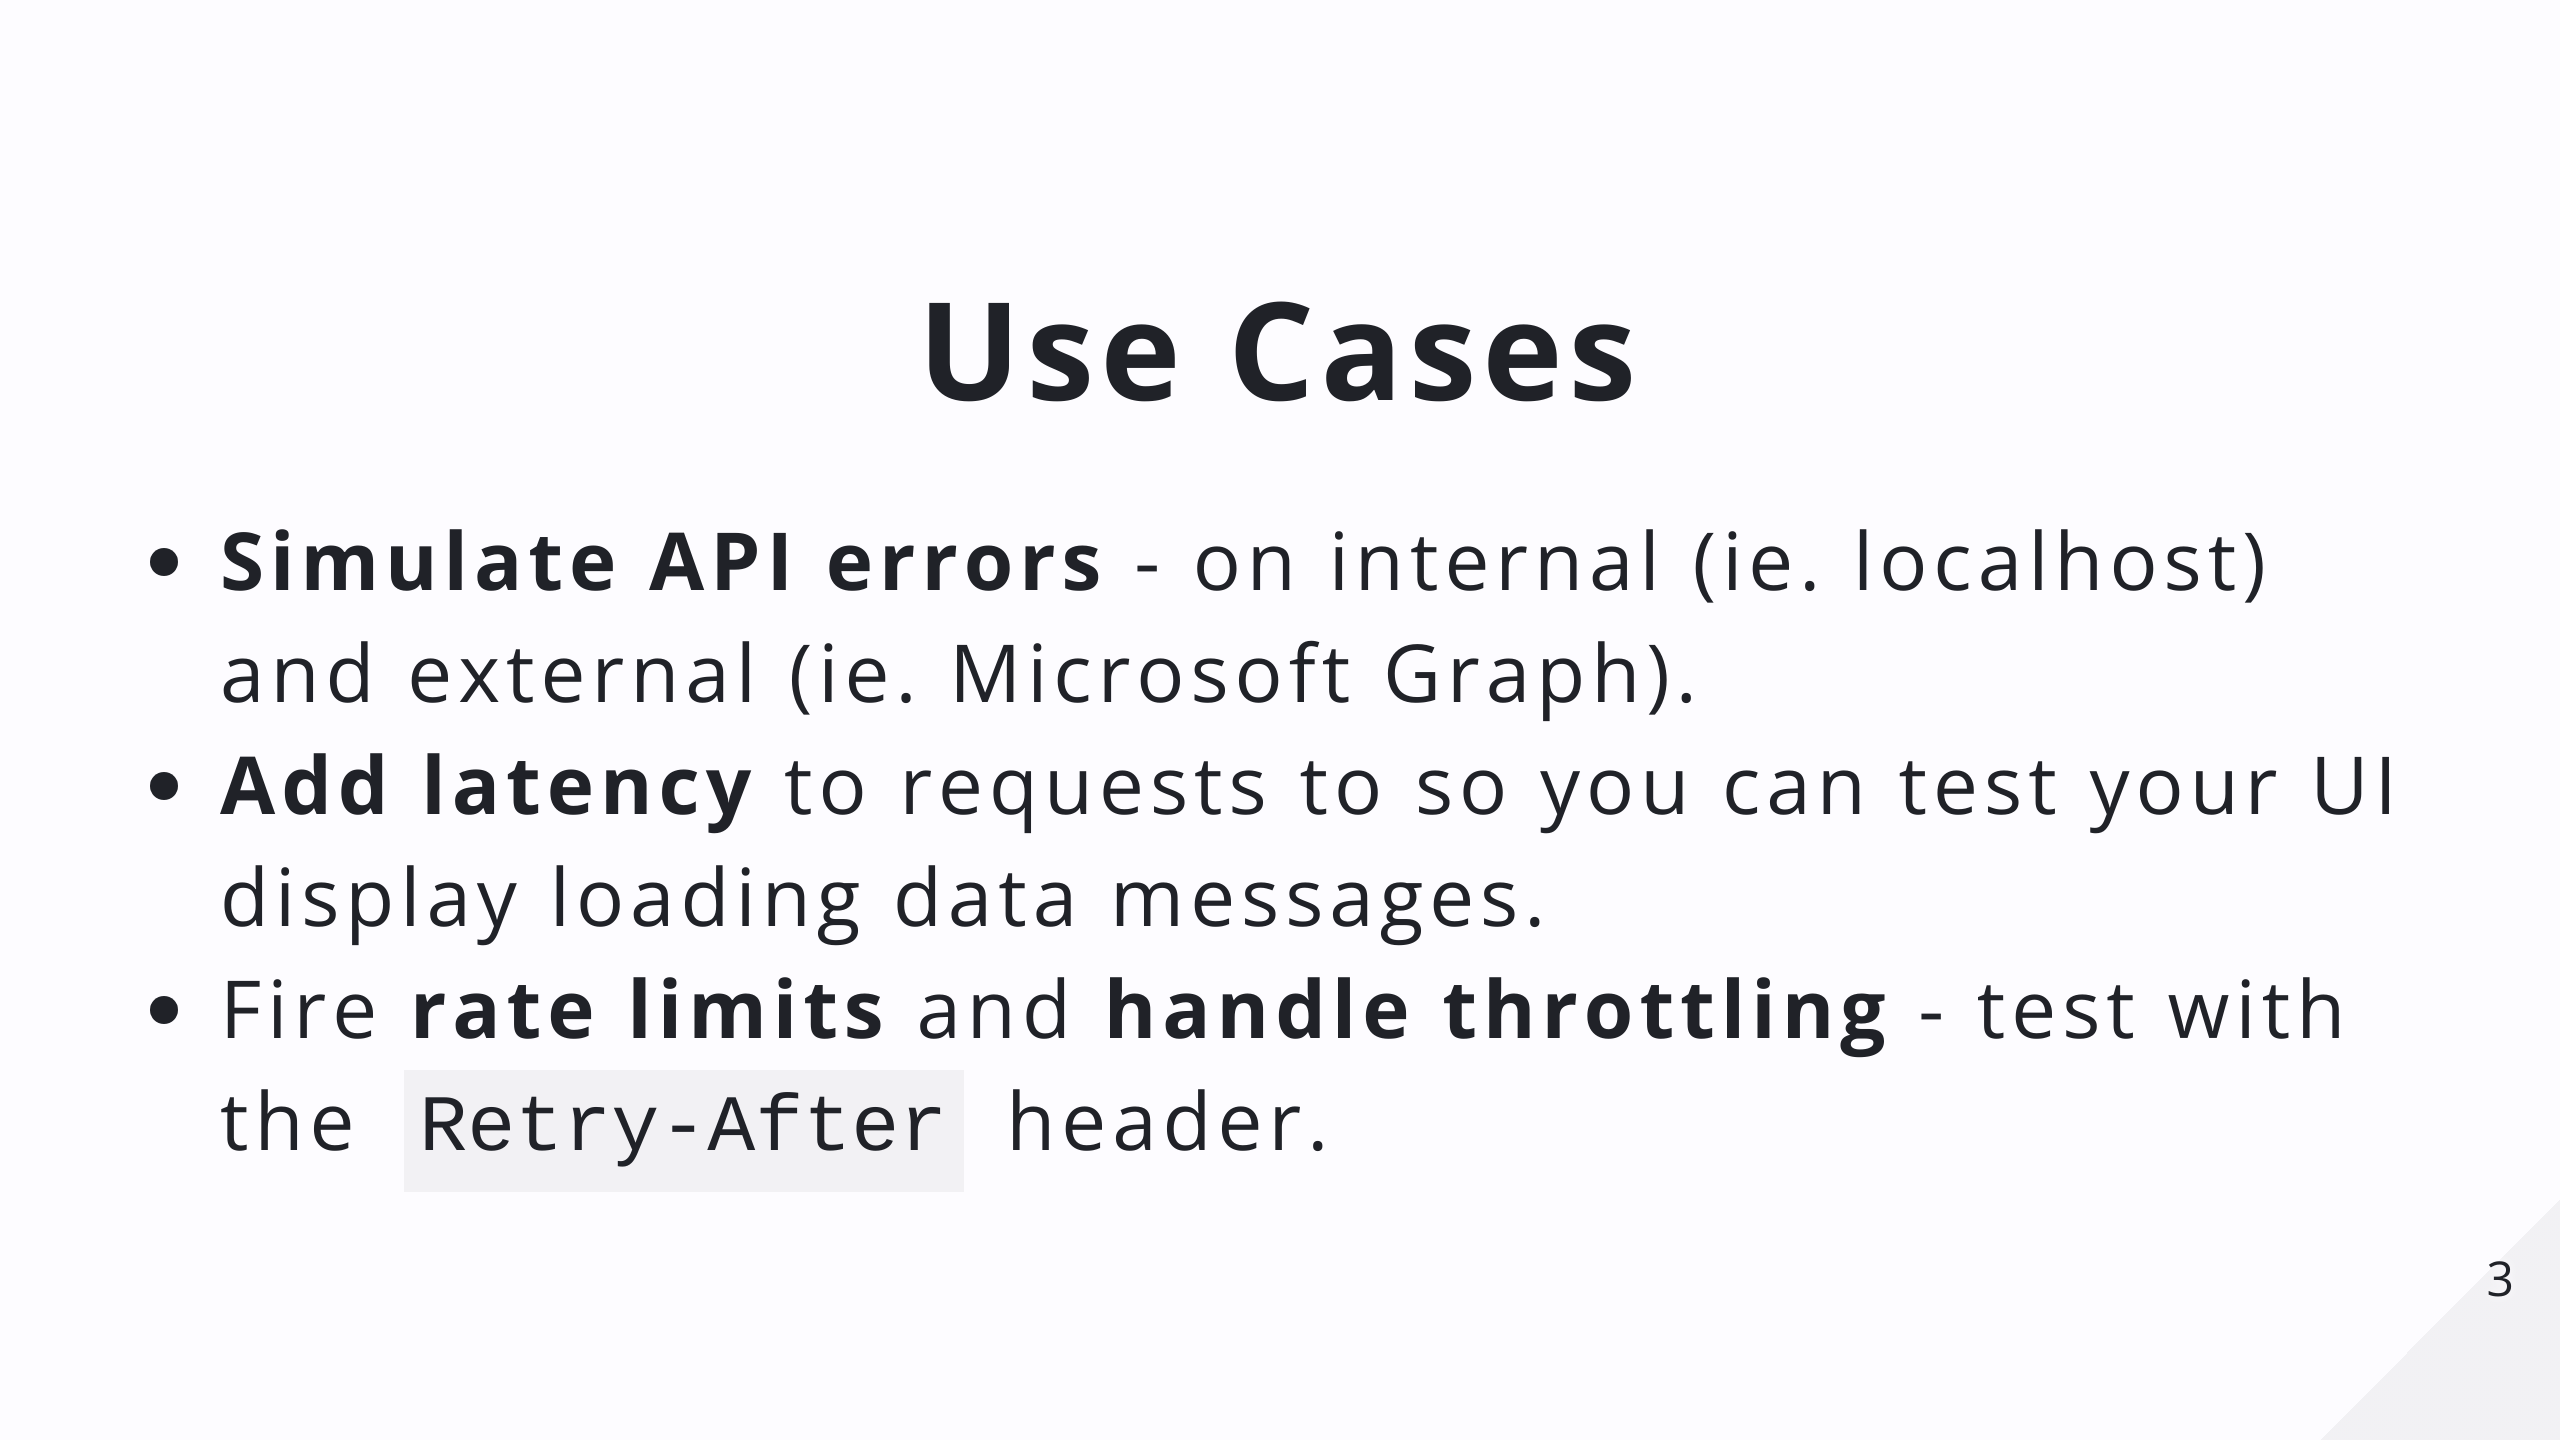 Use Cases
• Simulate API errors - on internal (ie. localhost)
and external (ie. Microsoft Graph).
• Add latency to requests to so you can test your UI
display loading data messages.
• Fire rate limits and handle throttling - test with
the Retry-After header.
3